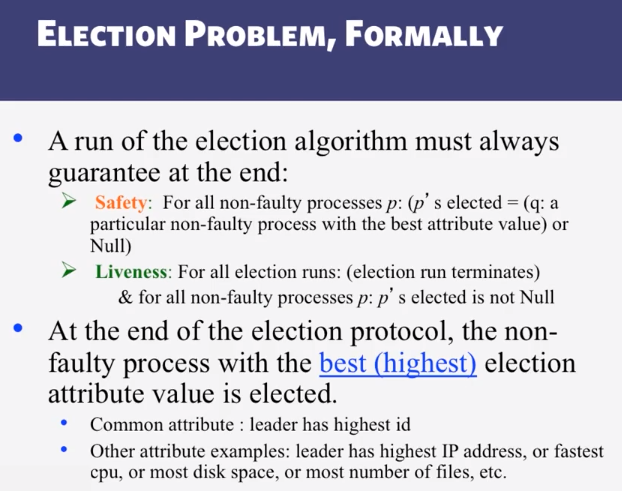 ELECTION PROBLEM, FORMALLY
• A run of the election algorithm must always
guarantee at the end:
➢ Safety: For all non-faulty processes p: (p's elected = (q: a
particular non-faulty process with the best attribute value) or
Null)
➢ Liveness: For all election runs: (election run terminates)
& for all non-faulty processes p: p's elected is not Null
• At the end of the election protocol, the non-
faulty process with the best (highest) election
attribute value is elected.
• Common attribute : leader has highest id
• Other attribute examples: leader has highest IP address, or fastest
cpu, or most disk space, or most number of files, etc.